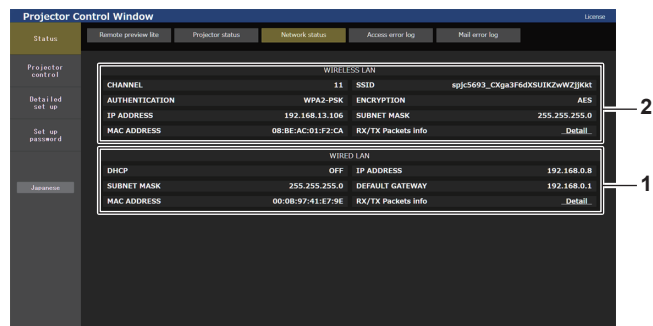 Projector Control Window License
Status Remote preview lite Projector status Network status Access error log Mail error log
Projector
control
WIRELESS LAN
CHANNEL 11 SSID spjc5693_CXga3F6dXSUIKZwWZjjKkt
AUTHENTICATION WPA2-PSK ENCRYPTION AES
Detailed
set up
IP ADDRESS 192.168.13.106 SUBNET MASK 255.255.255.0
MAC ADDRESS 08:BE:AC:01:F2:CA RX/TX Packets info Detail
2
Set up
password
WIRED LAN
DHCP OFF IP ADDRESS 192.168.0.8
SUBNET MASK 255.255.255.0 DEFAULT GATEWAY 192.168.0.1
MAC ADDRESS 00:0B:97:41:E7:9E RX/TX Packets info Detail
1
Japanese